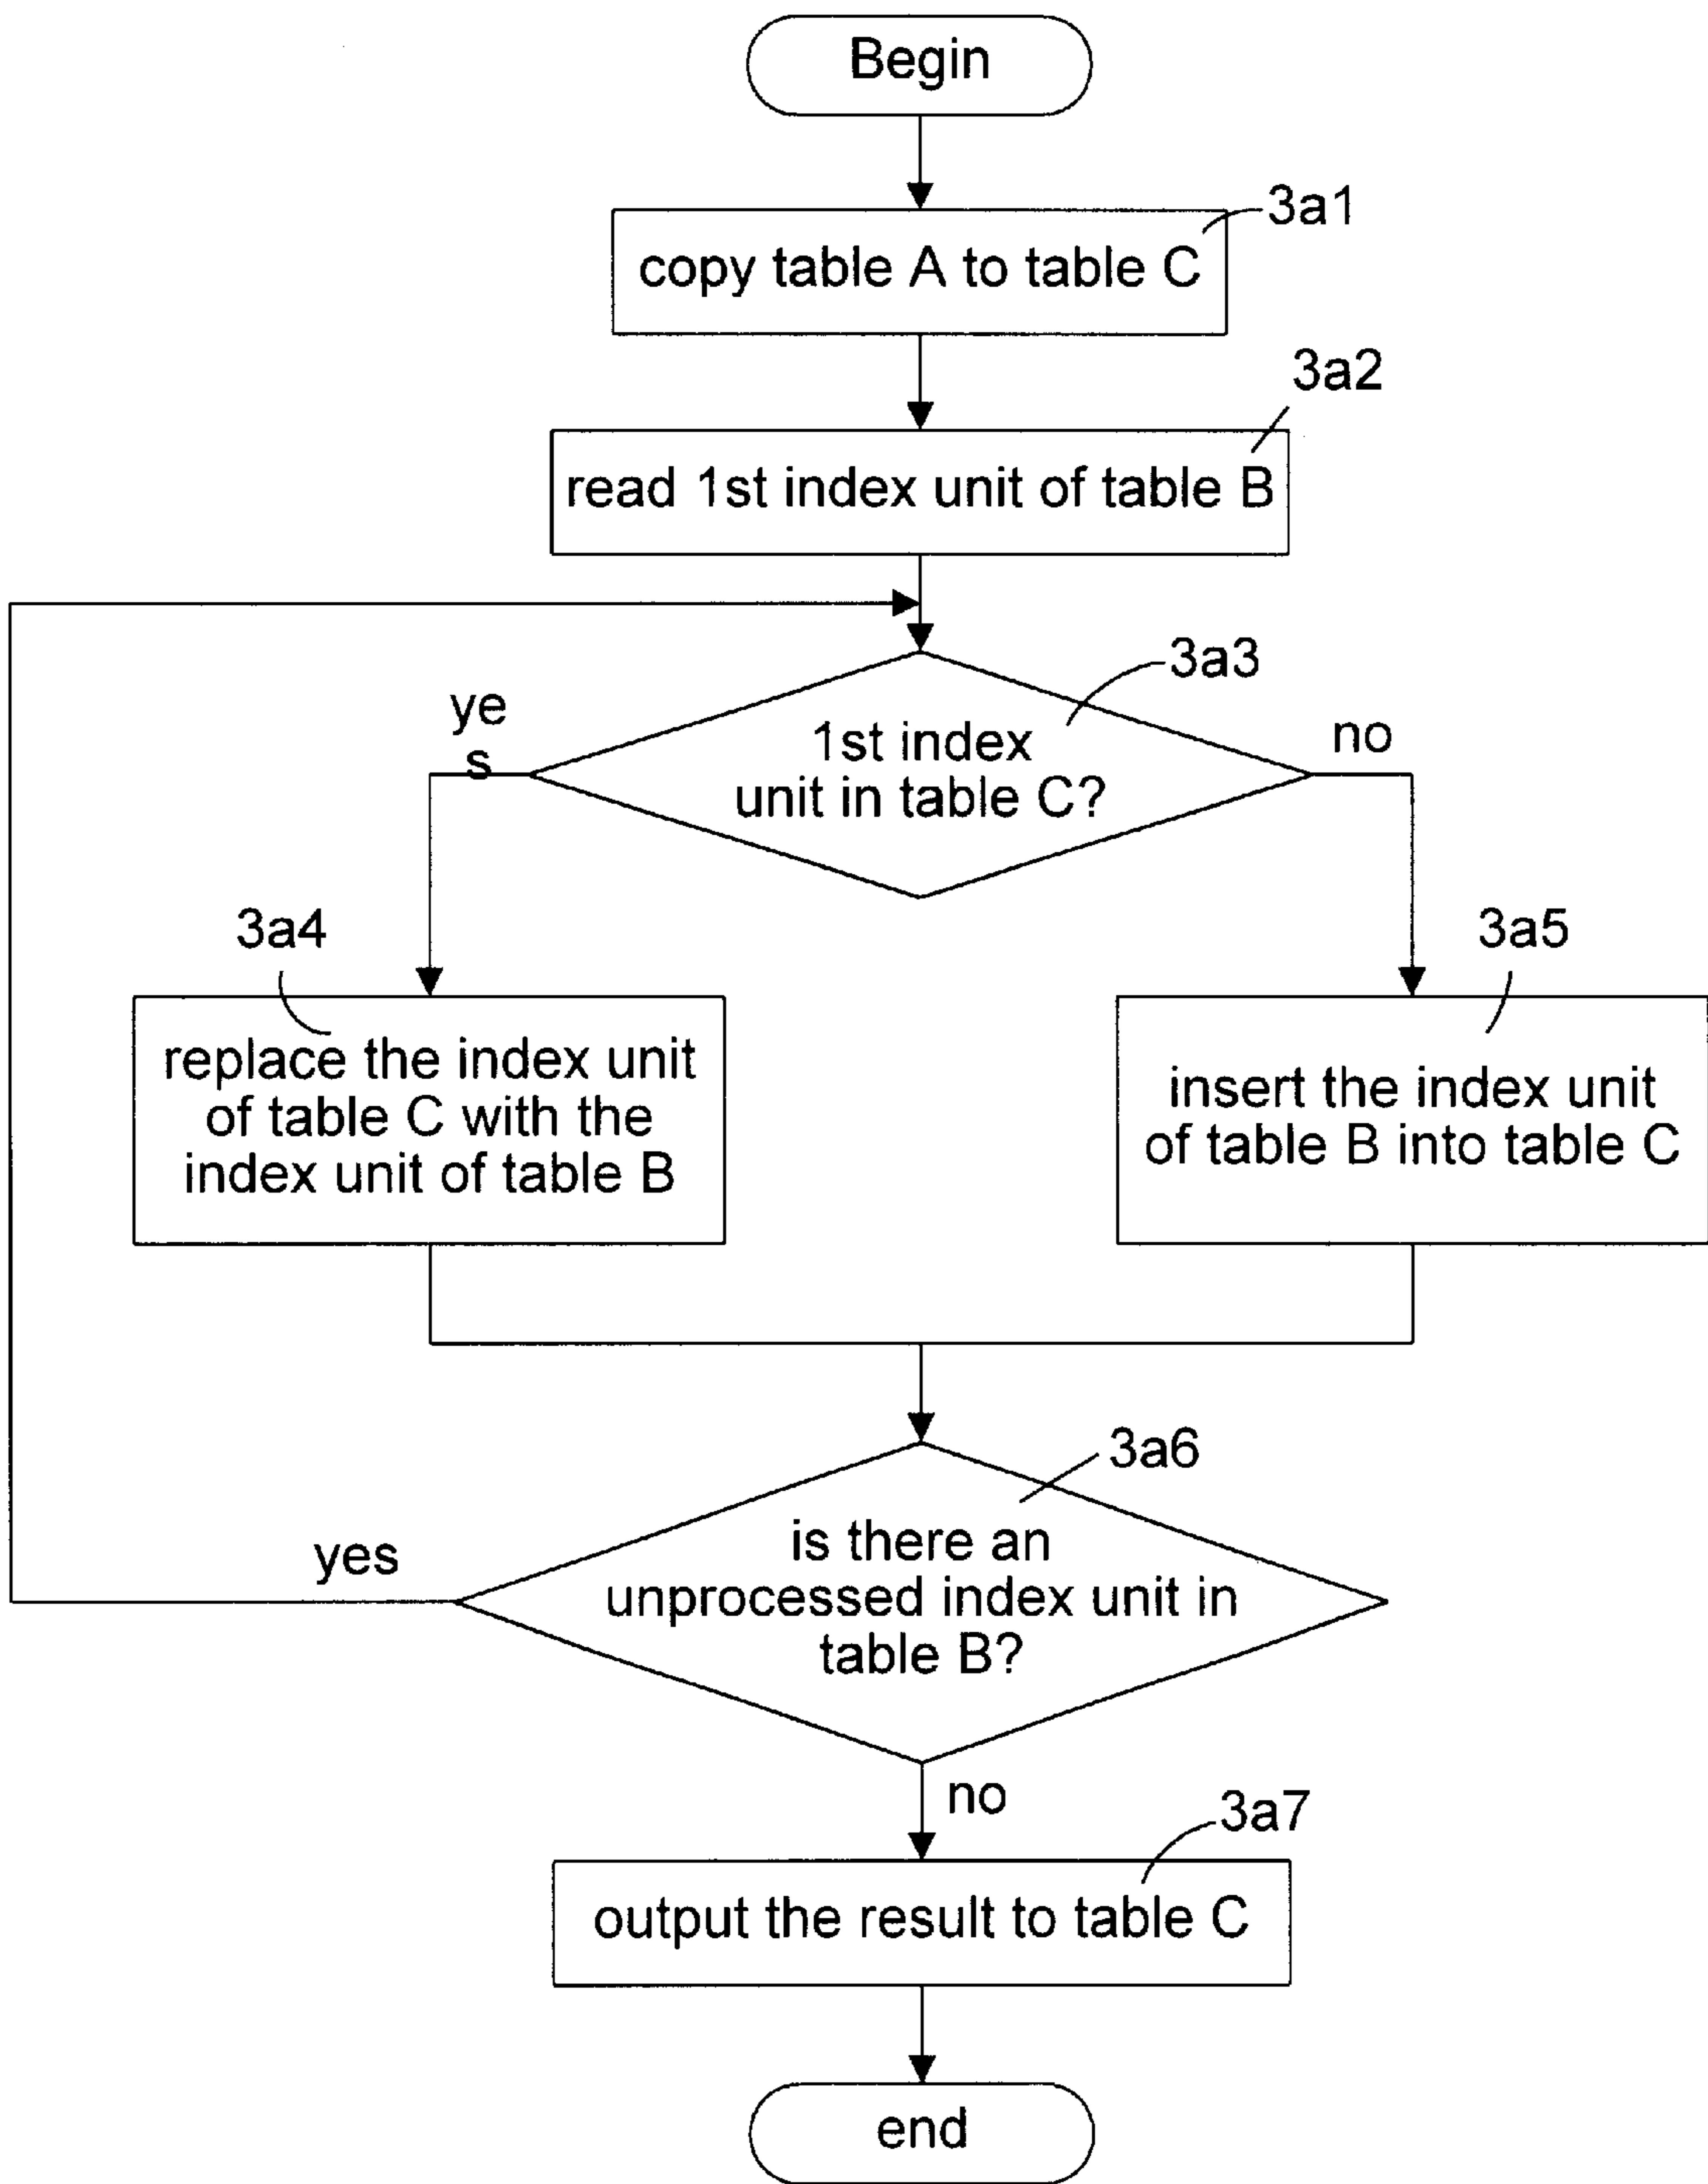 Begin
3a1
copy table A to table C
3a2
read 1st index unit of table B
3a3
ye
s
1st index
unit in table C?
no
3a4
replace the index unit
of table C with the
index unit of table B
3a5
insert the index unit
of table B into table C
3a6
is there an
unprocessed index unit in
table B?
yes
no
3a7
output the result to table C
end